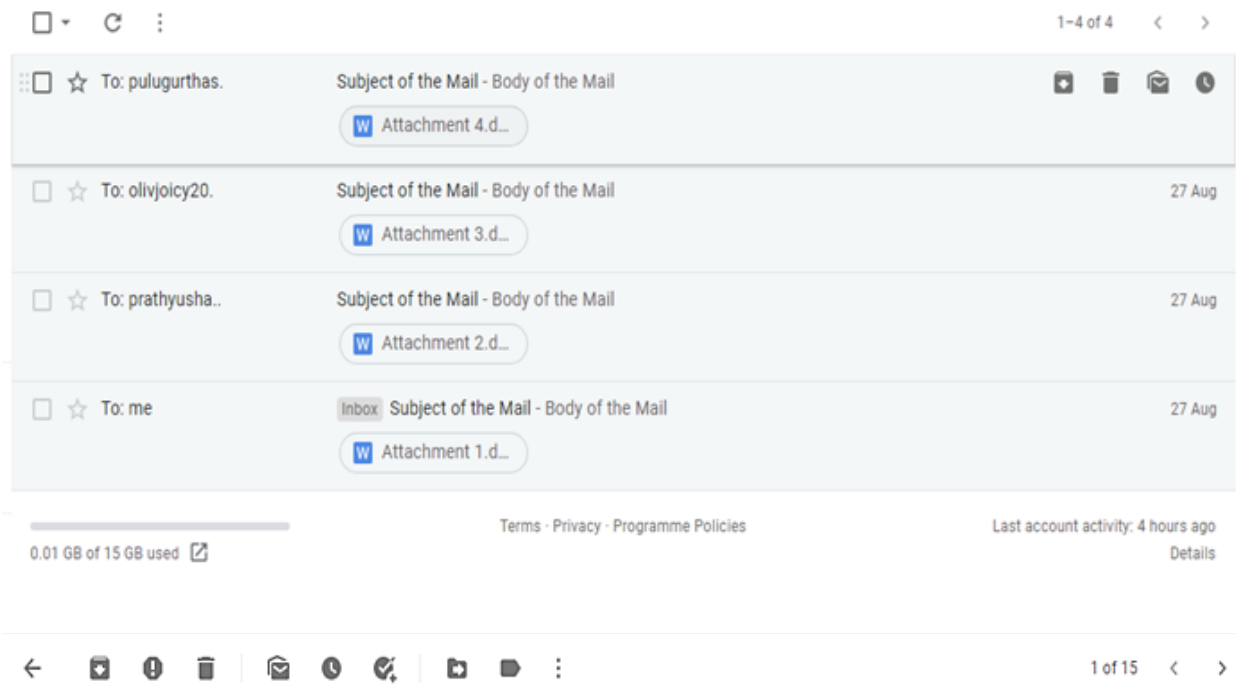 1–4 of 4
To: pulugurthas. Subject of the Mail - Body of the Mail
W Attachment 4.d...
To: olivjoicy20. Subject of the Mail - Body of the Mail 27 Aug
W Attachment 3.d...
To: prathyusha.. Subject of the Mail - Body of the Mail 27 Aug
W Attachment 2.d...
To: me Inbox Subject of the Mail - Body of the Mail 27 Aug
W Attachment 1.d...
Terms · Privacy · Programme Policies Last account activity: 4 hours ago
0.01 GB of 15 GB used Details
1 of 15